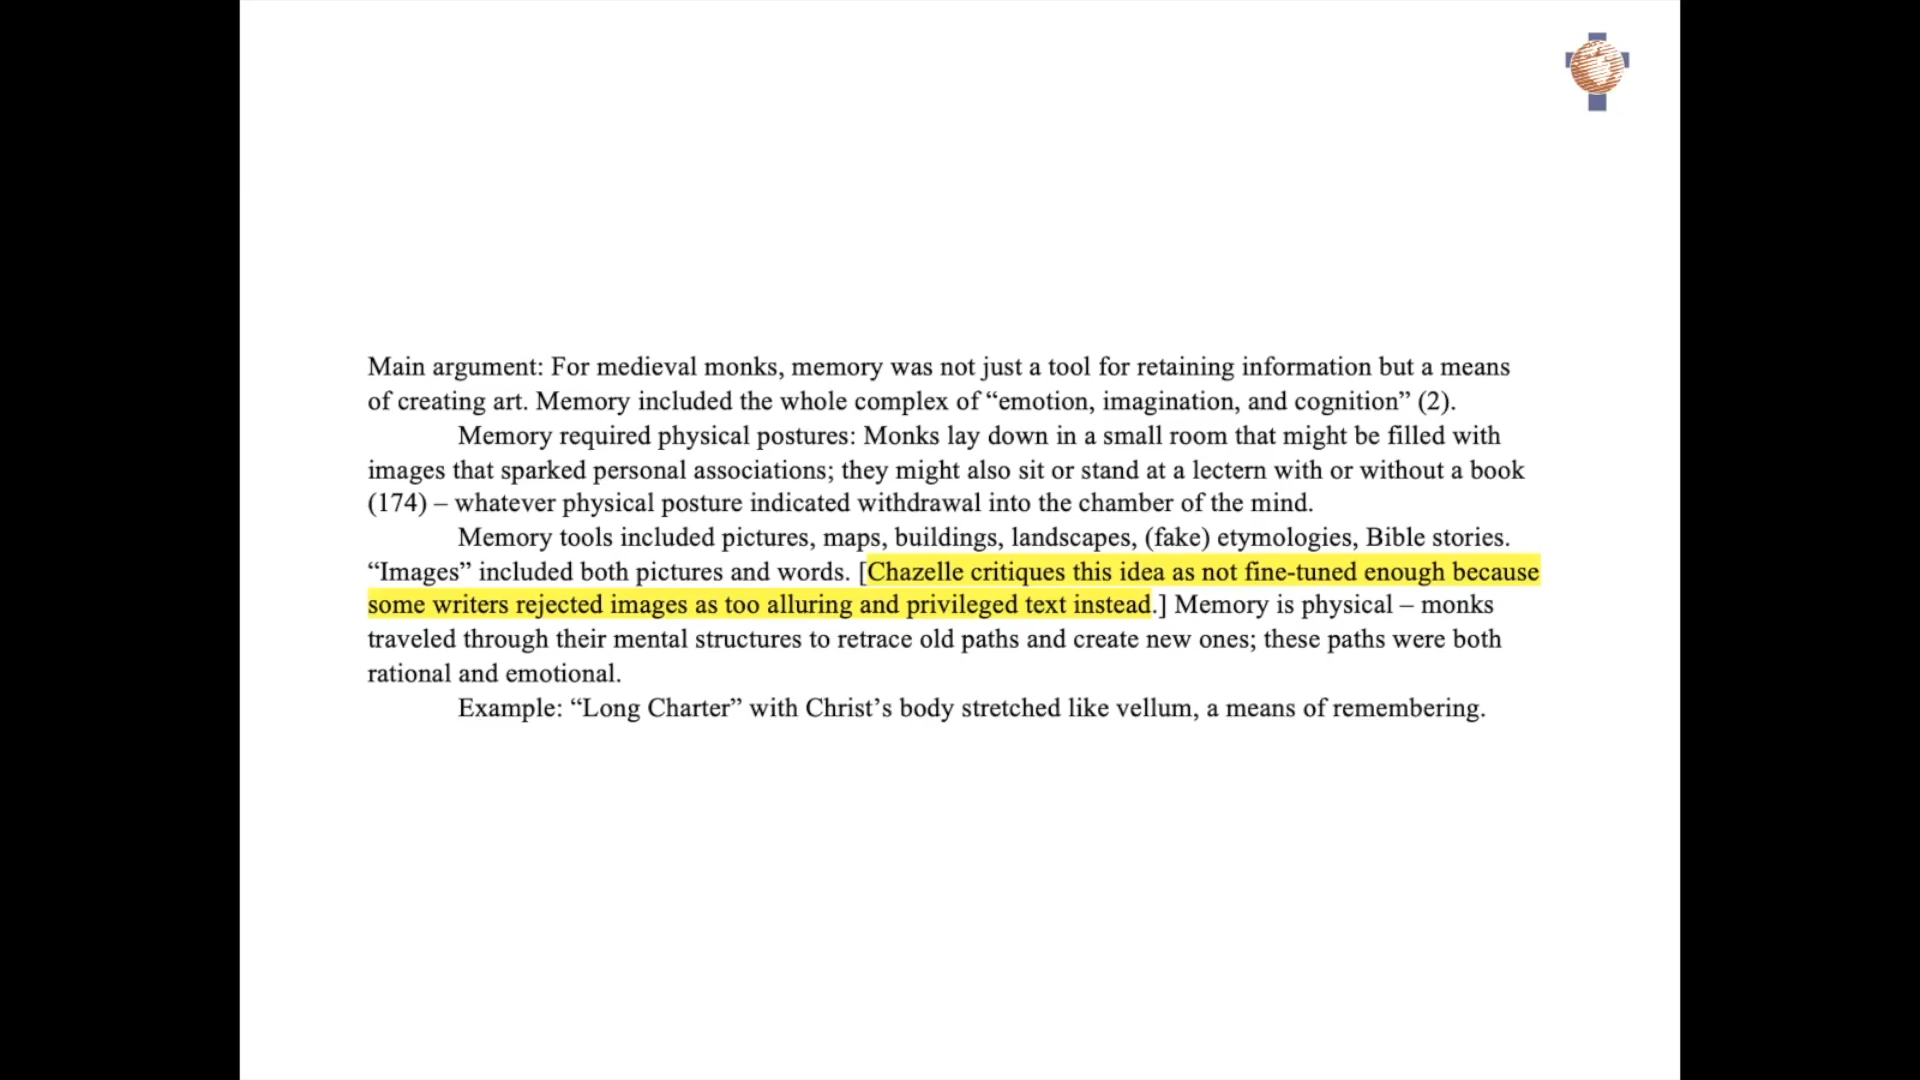 Main argument: For medieval monks, memory was not just a tool for retaining information but a means
of creating art. Memory included the whole complex of “emotion, imagination, and cognition” (2).
Memory required physical postures: Monks lay down in a small room that might be filled with
images that sparked personal associations; they might also sit or stand at a lectern with or without a book
(174) – whatever physical posture indicated withdrawal into the chamber of the mind.
Memory tools included pictures, maps, buildings, landscapes, (fake) etymologies, Bible stories.
“Images” included both pictures and words. [Chazelle critiques this idea as not fine-tuned enough because
some writers rejected images as too alluring and privileged text instead.] Memory is physical – monks
traveled through their mental structures to retrace old paths and create new ones; these paths were both
rational and emotional.
Example: “Long Charter” with Christ’s body stretched like vellum, a means of remembering.